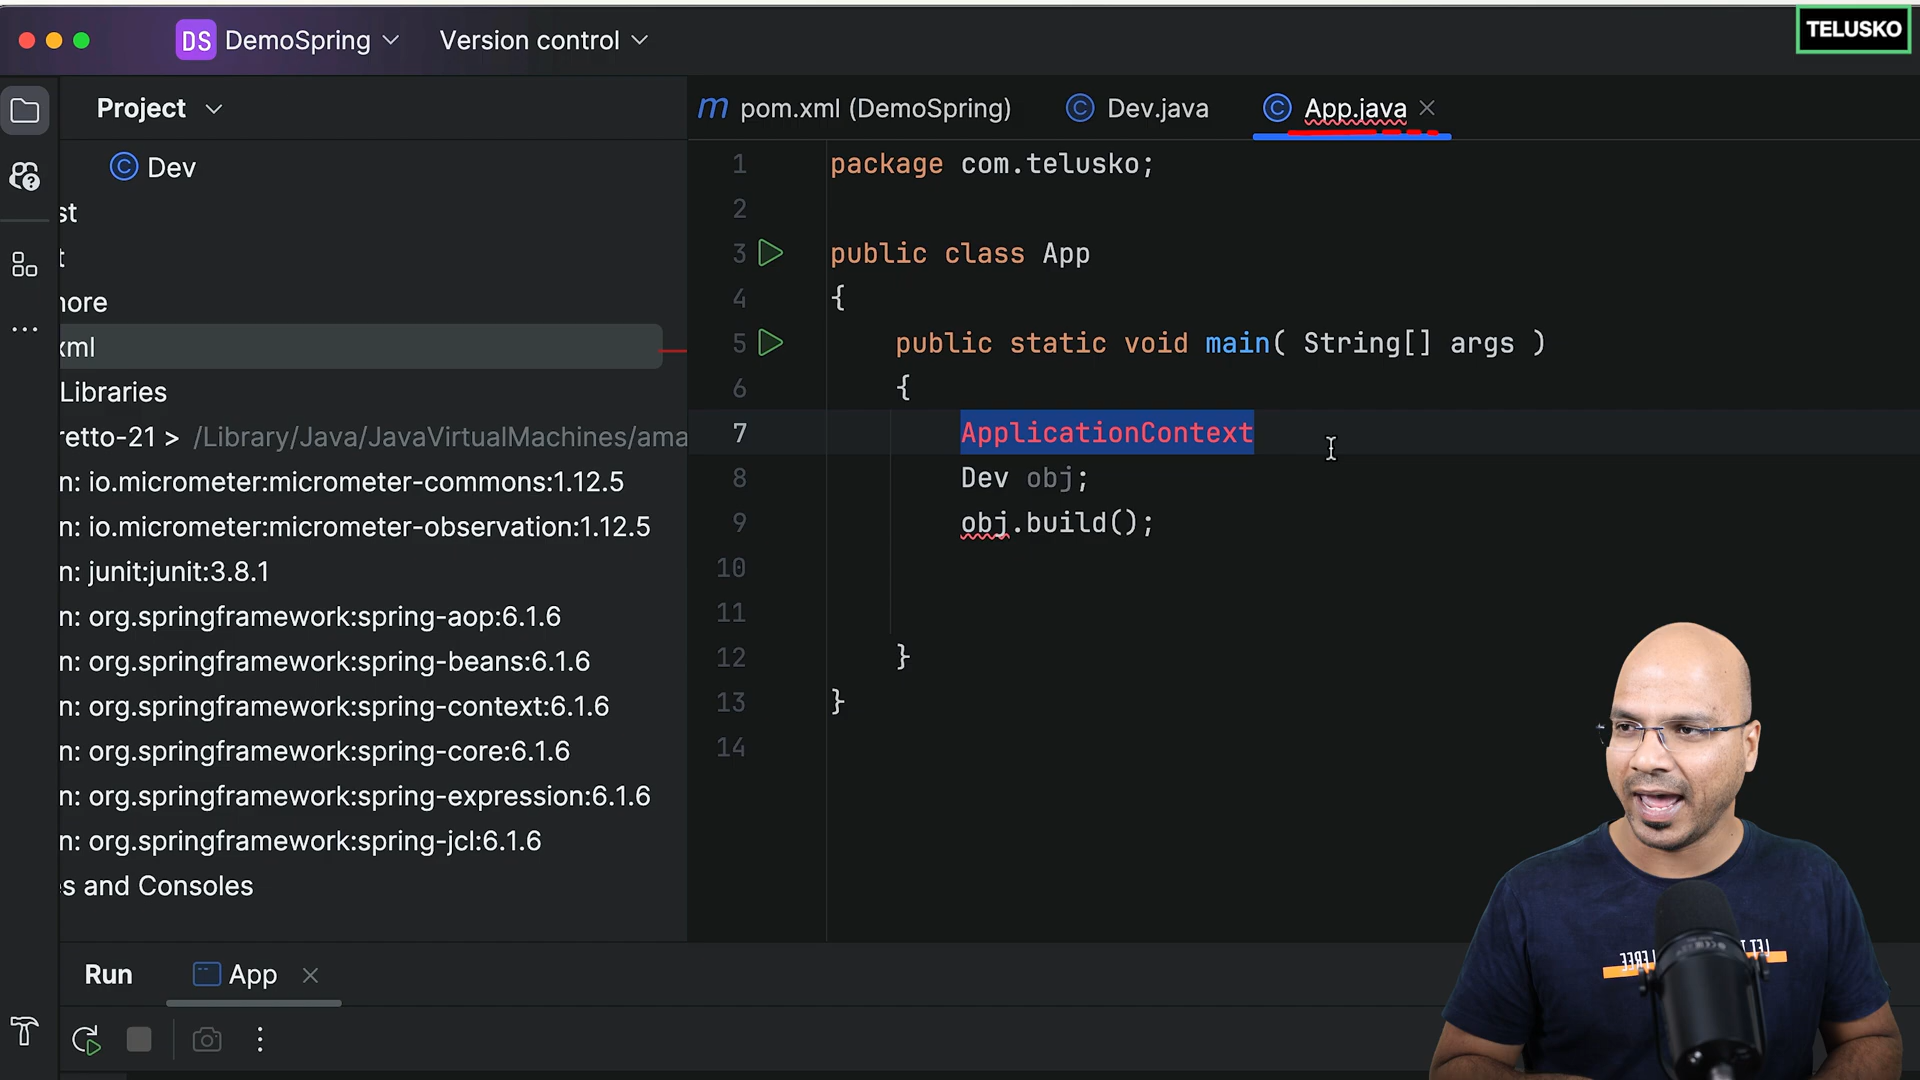 DS DemoSpring Version control
TELUSKO
Project
Dev
st
t
nore
xml
Libraries
retto-21 > /Library/Java/JavaVirtualMachines/ama
n: io.micrometer:micrometer-commons:1.12.5
n: io.micrometer:micrometer-observation:1.12.5
n: junit:junit:3.8.1
n: org.springframework:spring-aop:6.1.6
n: org.springframework:spring-beans:6.1.6
n: org.springframework:spring-context:6.1.6
n: org.springframework:spring-core:6.1.6
n: org.springframework:spring-expression:6.1.6
n: org.springframework:spring-jcl:6.1.6
s and Consoles
m pom.xml (DemoSpring) Dev.java App.java
1 package com.telusko;
2
3 public class App
4 {
5 public static void main( String[] args )
6 {
7 ApplicationContext
8 Dev obj;
9 obj.build();
10
11
12 }
13 }
14
Run App